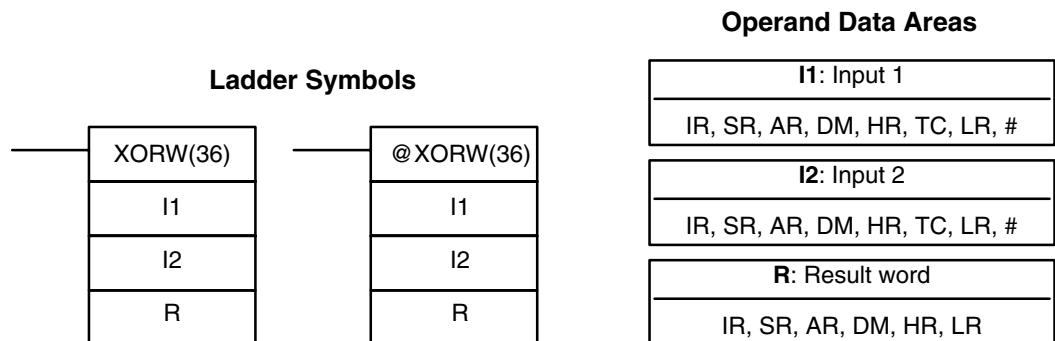 Ladder Symbols
XORW(36)
I1
I2
R
@XORW(36)
I1
I2
R
Operand Data Areas
I1: Input 1
IR, SR, AR, DM, HR, TC, LR, #
I2: Input 2
IR, SR, AR, DM, HR, TC, LR, #
R: Result word
IR, SR, AR, DM, HR, LR